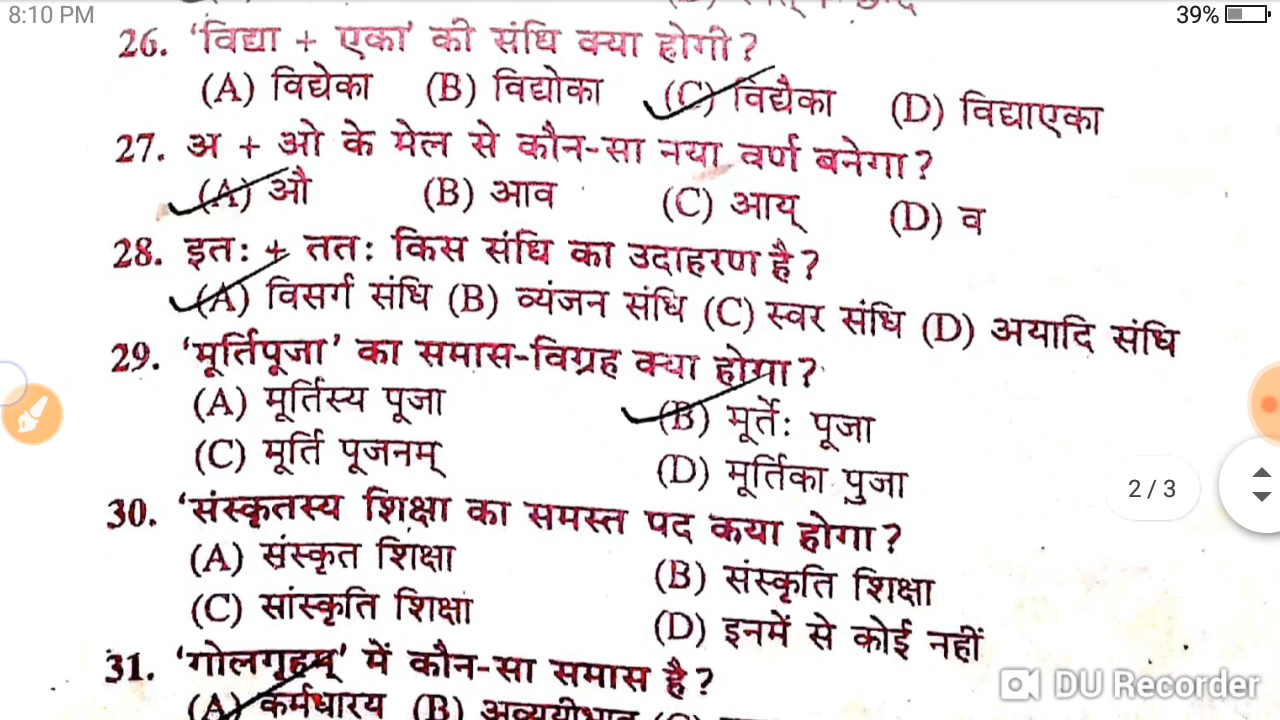 8:10 PM
39%
26. ‘विद्या + एका’ की संधि क्या होगी?
(A) विद्येका (B) विद्योका (C) विद्यैका (D) विद्याएका
27. अ + ओ के मेल से कौन-सा नया वर्ण बनेगा?
(A) औ (B) आव (C) आय् (D) व
28. इतः + ततः किस संधि का उदाहरण है?
(A) विसर्ग संधि (B) व्यंजन संधि (C) स्वर संधि (D) अयादि संधि
29. ‘मूर्तिपूजा’ का समास-विग्रह क्या होगा?
(A) मूर्तिस्य पूजा (B) मूर्तेः पूजा
(C) मूर्ति पूजनम् (D) मूर्तिका पुजा
2 / 3
30. ‘संस्कृतस्य शिक्षा का समस्त पद कया होगा?
(A) संस्कृत शिक्षा (B) संस्कृति शिक्षा
(C) सांस्कृति शिक्षा (D) इनमें से कोई नहीं
31. ‘गोलगृहम्’ में कौन-सा समास है?
(A) कर्मधारय (B)
DU Recorder